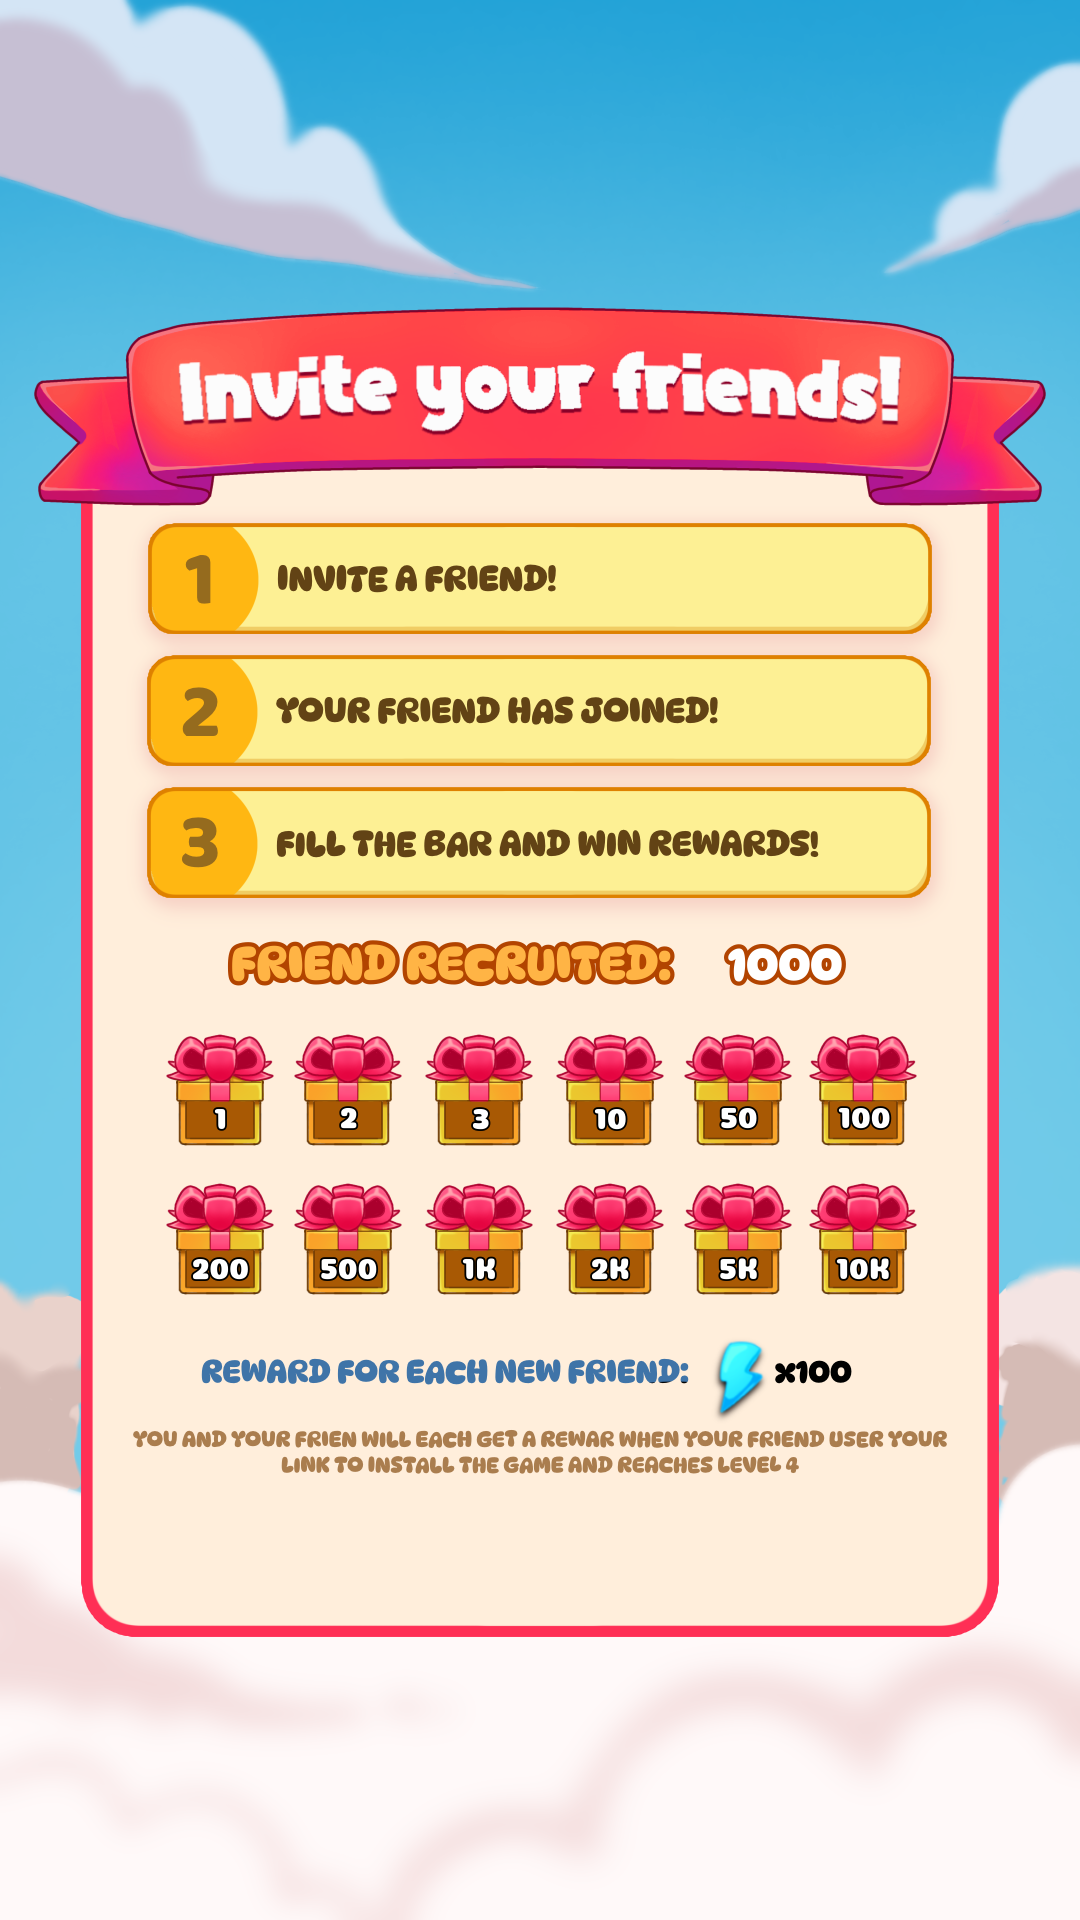 Invite your friends!
1
INVITE A FRIEND!
2
YOUR FRIEND HAS JOINED!
3
FILL THE BAR AND WIN REWARDS!
FRIEND RECRUITED: 1000
1 2 3 10 50 100
200 500 1K 2K 5K 10K
REWARD FOR EACH NEW FRIEND: x100
YOU AND YOUR FRIEN WILL EACH GET A REWAR WHEN YOUR FRIEND USER YOUR
LINK TO INSTALL THE GAME AND REACHES LEVEL 4